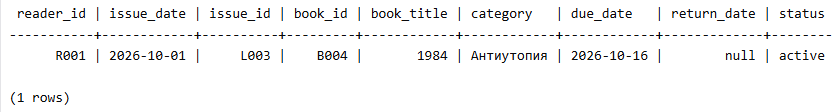 reader_id | issue_date | issue_id | book_id | book_title | category | due_date | return_date | status
-----------+------------+----------+---------+------------+------------+------------+-------------+--------
R001 | 2026-10-01 | L003 | B004 | 1984 | Антиутопия | 2026-10-16 | null | active
(1 rows)